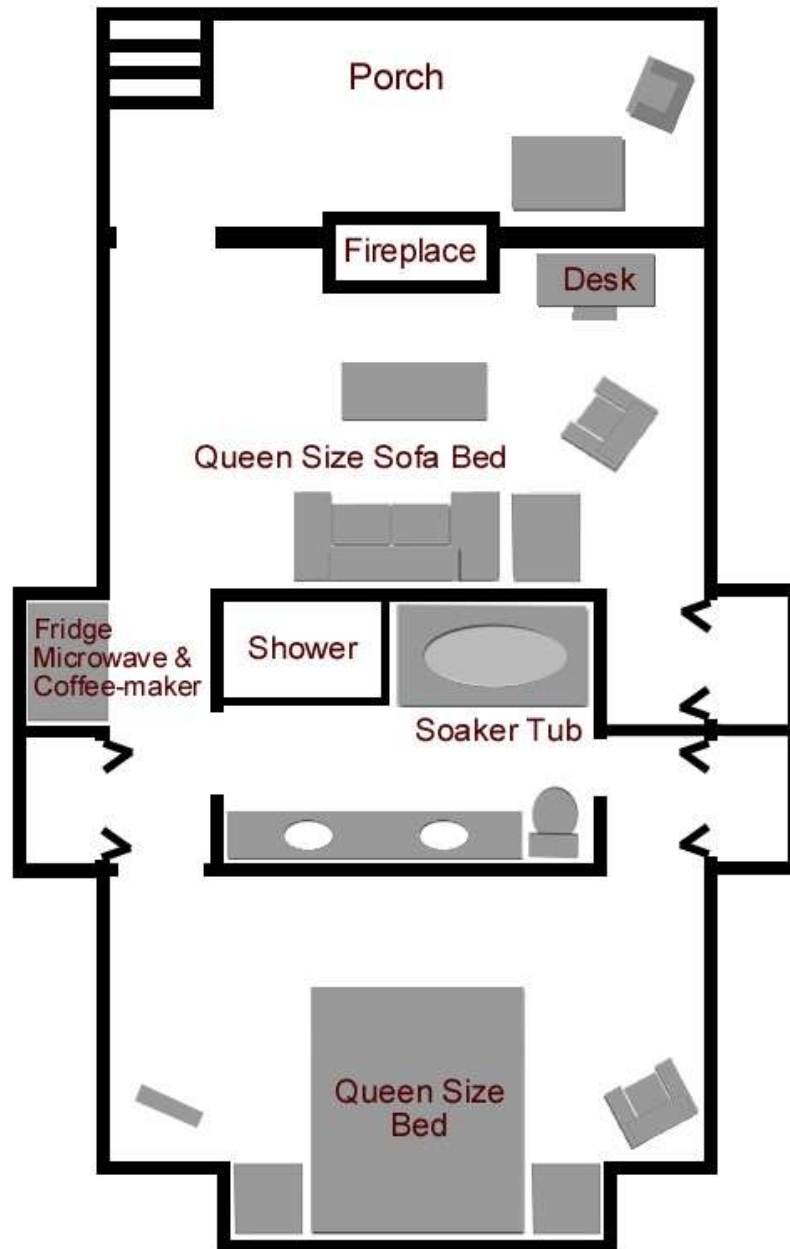 Porch
Fireplace
Desk
Queen Size Sofa Bed
Fridge
Microwave &
Coffee-maker
Shower
Soaker Tub
Queen Size
Bed